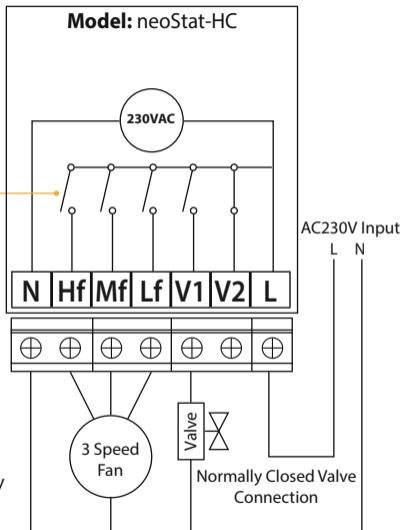 Model: neoStat-HC
230VAC
AC230V Input
L N
N Hf Mf Lf V1 V2 L
3 Speed
Fan
Valve
Normally Closed Valve
Connection